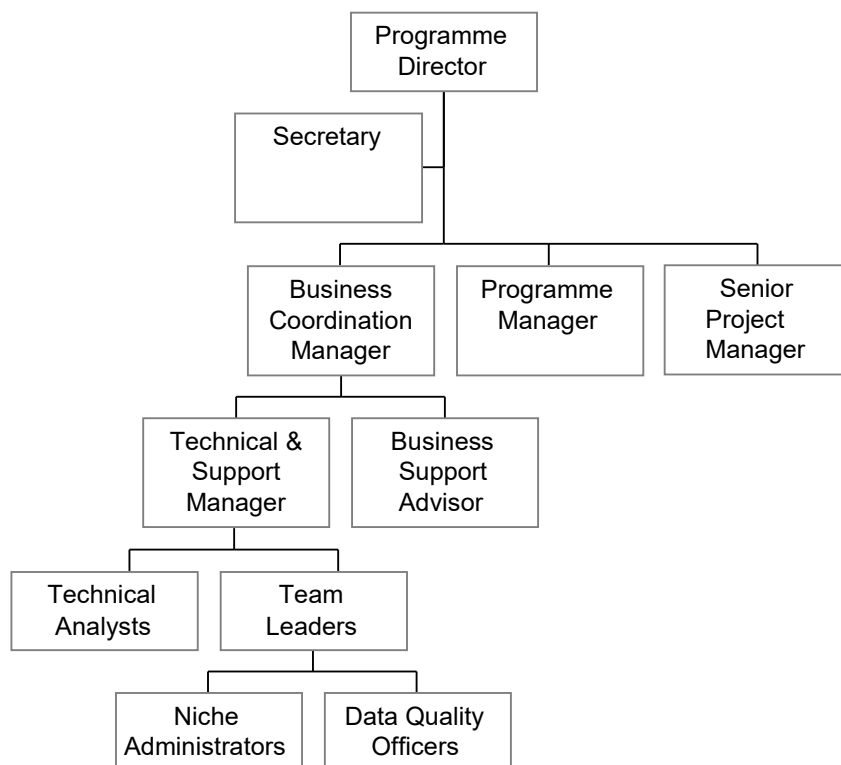 Programme
Director
Secretary
Business
Coordination
Manager
Programme
Manager
Senior
Project
Manager
Technical &
Support
Manager
Business
Support
Advisor
Technical
Analysts
Team
Leaders
Niche
Administrators
Data Quality
Officers